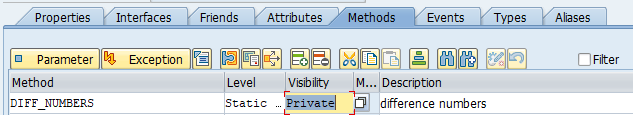 Properties Interfaces Friends Attributes Methods Events Types Aliases
Parameter Exception Filter
Method Level Visibility M... Description
DIFF_NUMBERS Static ... Private difference numbers